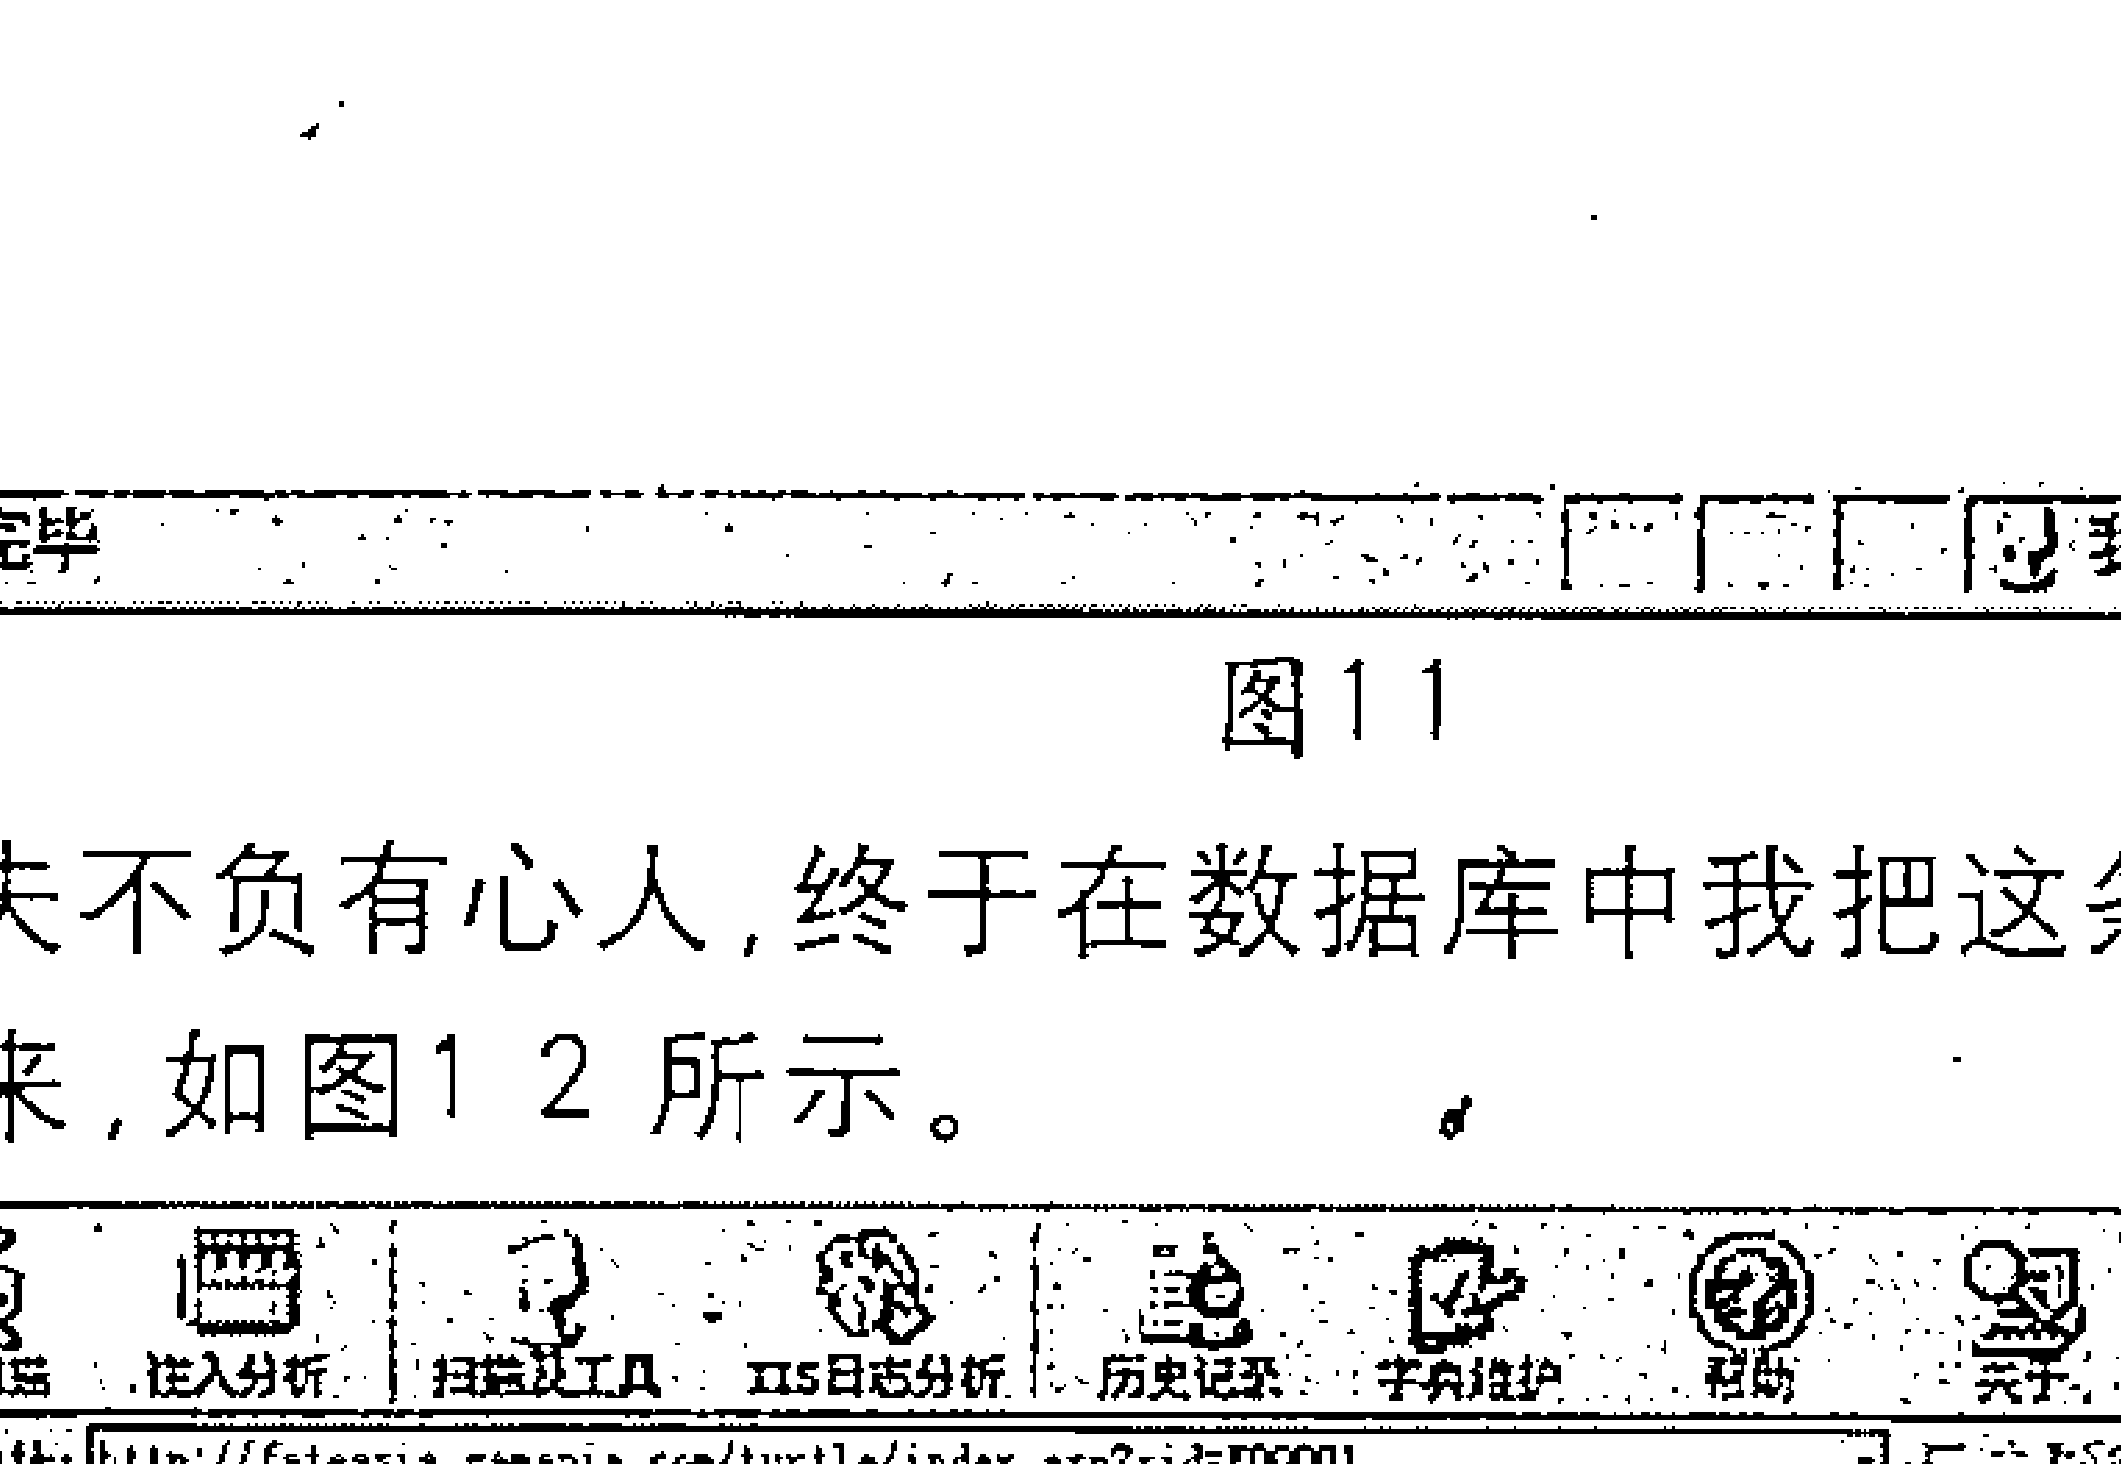 毕
图11
夫不负有心人,终于在数据库中我把这
来,如图12所示。
注入分析 扫描及工具 IIS日志分析 历史记录 字典维护 帮助 关于